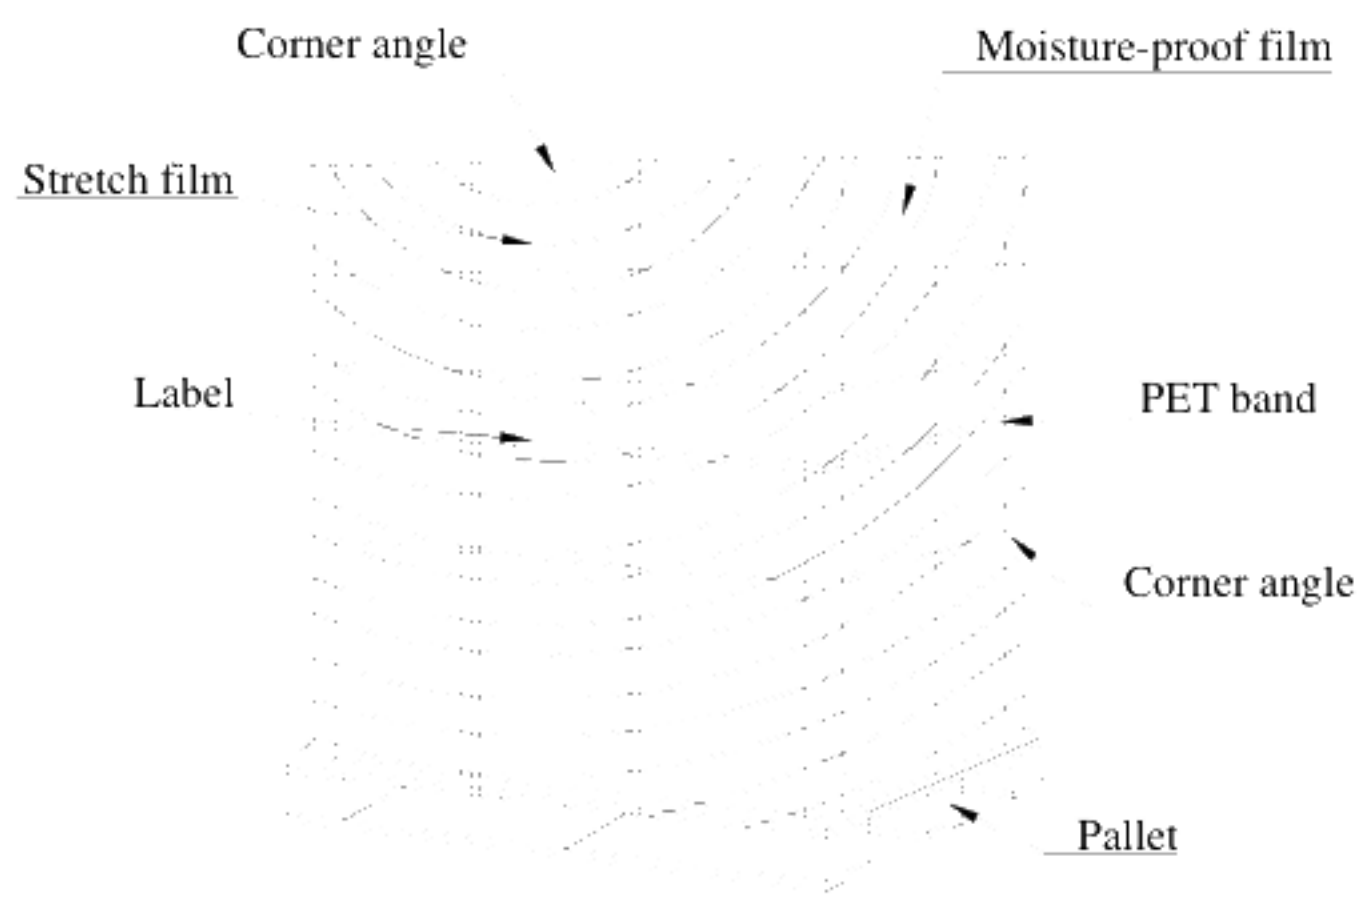 Corner angle
Moisture-proof film
Stretch film
Label
PET band
Corner angle
Pallet